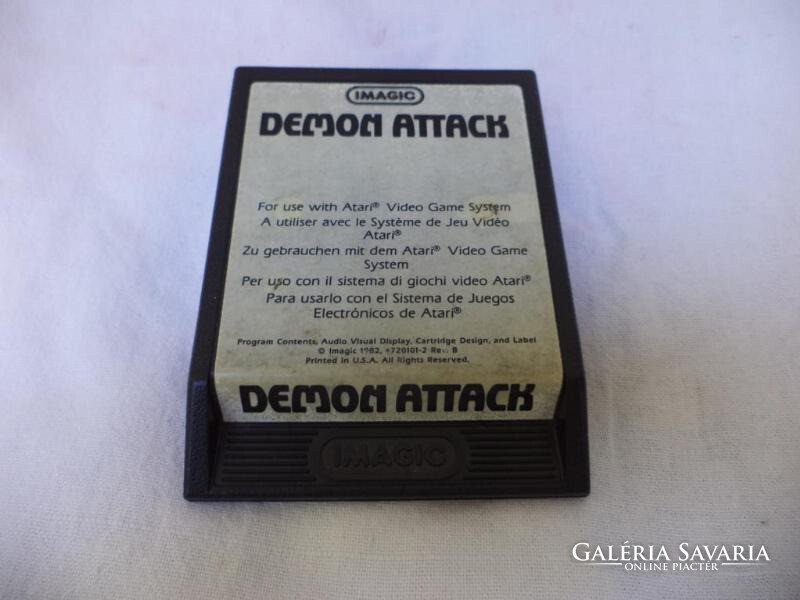 IMAGIC
DEMON ATTACK
For use with Atari® Video Game System
A utiliser avec le Système de Jeu Vidéo
Atari®
Zu gebrauchen mit dem Atari® Video Game
System
Per uso con il sistema di giochi video Atari®
Para usarlo con el Sistema de Juegos
Electrónicos de Atari®
Program Contents, Audio Visual Display, Cartridge Design, and Label
© Imagic 1982, #720101-2 Rev. B
Printed in U.S.A. All Rights Reserved.
DEMON ATTACK
IMAGIC
GALÉRIA SAVARIA
ONLINE PIACTÉR